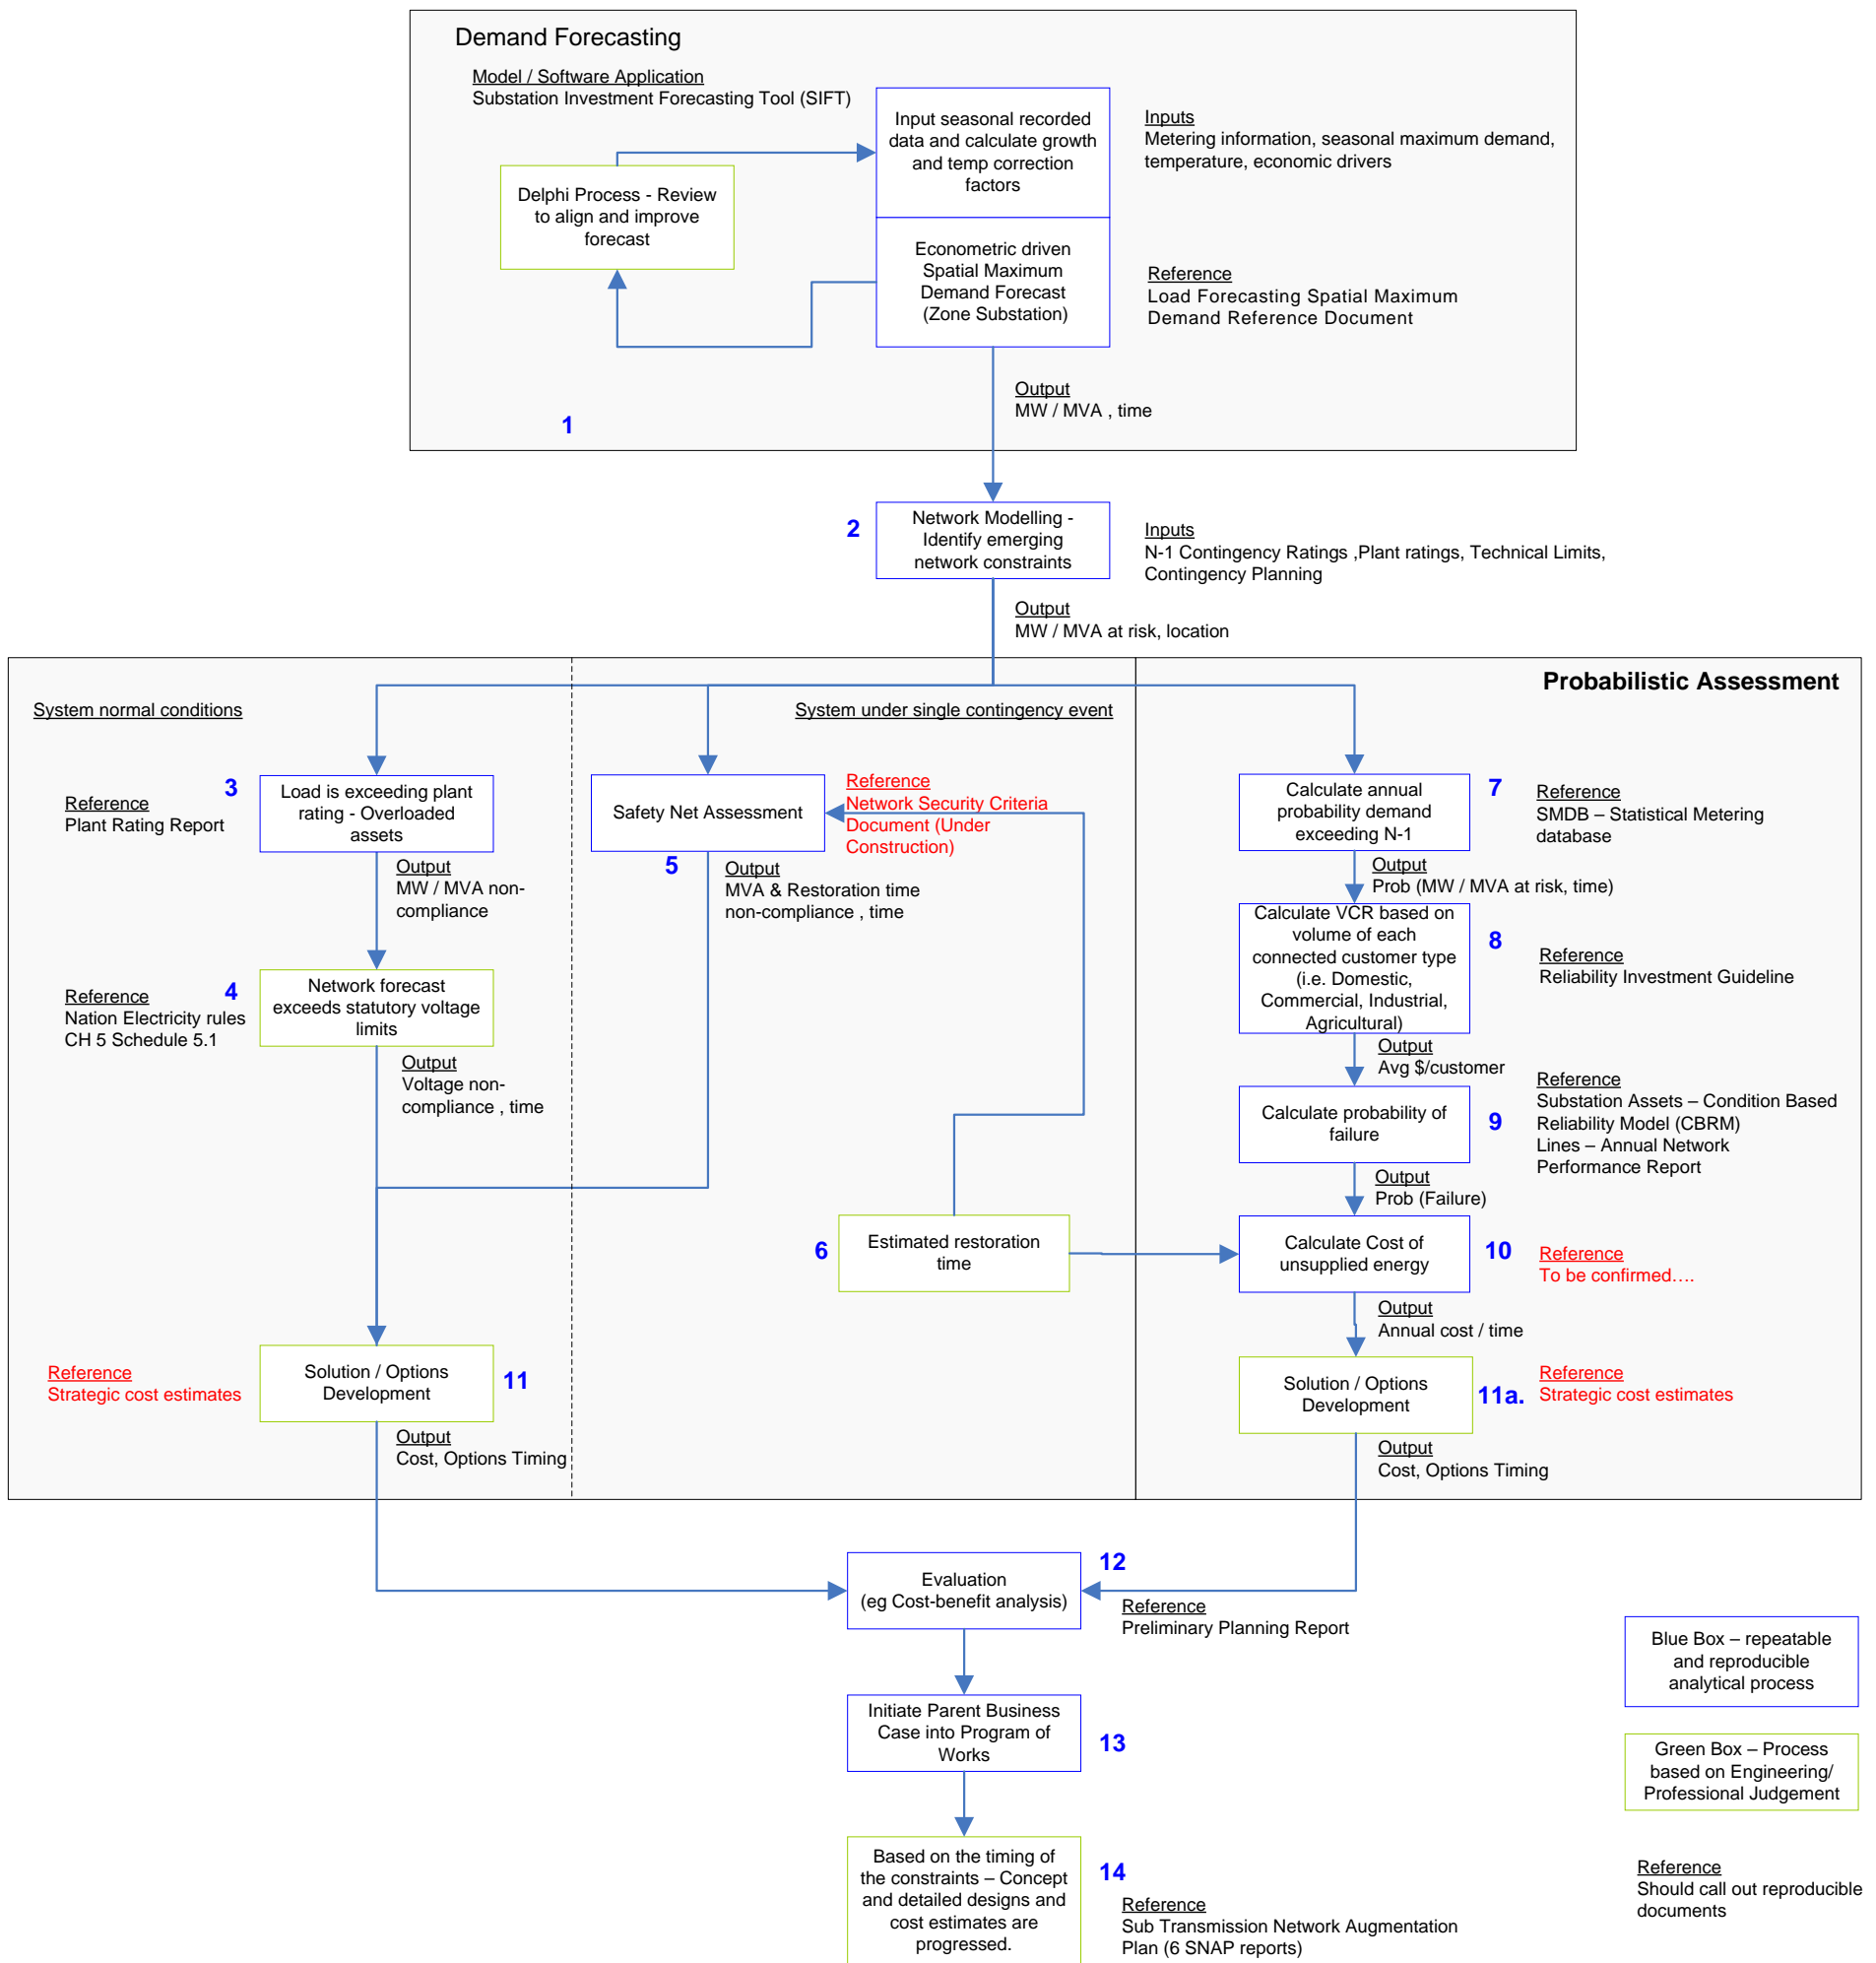 Demand Forecasting
Model / Software Application
Substation Investment Forecasting Tool (SIFT)
Input seasonal recorded
data and calculate growth
and temp correction
factors
Inputs
Metering information, seasonal maximum demand,
temperature, economic drivers
Delphi Process - Review
to align and improve
forecast
Econometric driven
Spatial Maximum
Demand Forecast
(Zone Substation)
Reference
Load Forecasting Spatial Maximum
Demand Reference Document
Output
MW / MVA , time
1
2
Network Modelling -
Identify emerging
network constraints
Inputs
N-1 Contingency Ratings ,Plant ratings, Technical Limits,
Contingency Planning
Output
MW / MVA at risk, location
Probabilistic Assessment
System normal conditions
System under single contingency event
3
Reference
Plant Rating Report
Load is exceeding plant
rating - Overloaded
assets
Output
MW / MVA non-
compliance
4
Reference
Nation Electricity rules
CH 5 Schedule 5.1
Network forecast
exceeds statutory voltage
limits
Output
Voltage non-
compliance , time
Safety Net Assessment
5
Reference
Network Security Criteria
Document (Under
Construction)
Output
MVA & Restoration time
non-compliance , time
6
Estimated restoration
time
Calculate annual
probability demand
exceeding N-1
7
Reference
SMDB – Statistical Metering
database
Output
Prob (MW / MVA at risk, time)
Calculate VCR based on
volume of each
connected customer type
(i.e. Domestic,
Commercial, Industrial,
Agricultural)
8
Reference
Reliability Investment Guideline
Output
Avg $/customer
Calculate probability of
failure
9
Reference
Substation Assets – Condition Based
Reliability Model (CBRM)
Lines – Annual Network
Performance Report
Output
Prob (Failure)
Calculate Cost of
unsupplied energy
10
Reference
To be confirmed….
Output
Annual cost / time
Reference
Strategic cost estimates
Solution / Options
Development
11
Output
Cost, Options Timing
Solution / Options
Development
11a.
Reference
Strategic cost estimates
Output
Cost, Options Timing
12
Evaluation
(eg Cost-benefit analysis)
Reference
Preliminary Planning Report
Initiate Parent Business
Case into Program of
Works
13
Based on the timing of
the constraints – Concept
and detailed designs and
cost estimates are
progressed.
14
Reference
Sub Transmission Network Augmentation
Plan (6 SNAP reports)
Blue Box – repeatable
and reproducible
analytical process
Green Box – Process
based on Engineering/
Professional Judgement
Reference
Should call out reproducible
documents